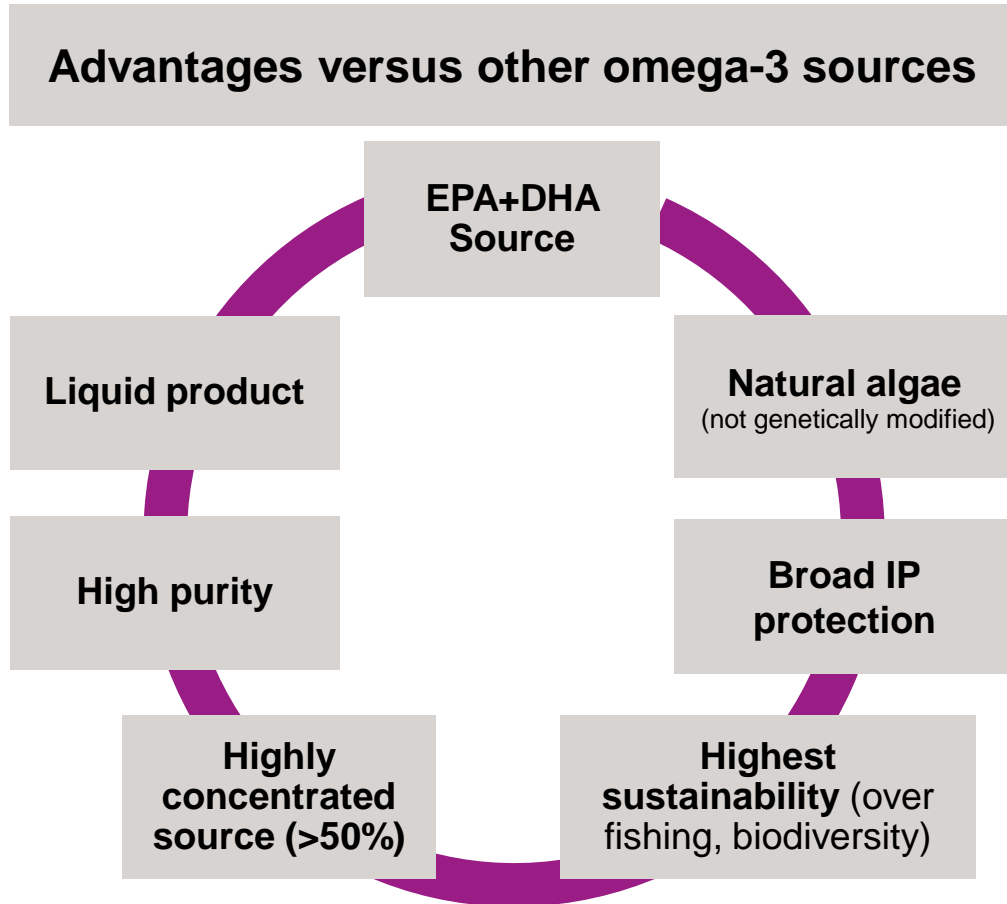 Advantages versus other omega-3 sources
EPA+DHA
Source
Natural algae
(not genetically modified)
Broad IP
protection
Highest
sustainability (over
fishing, biodiversity)
Highly
concentrated
source (>50%)
High purity
Liquid product